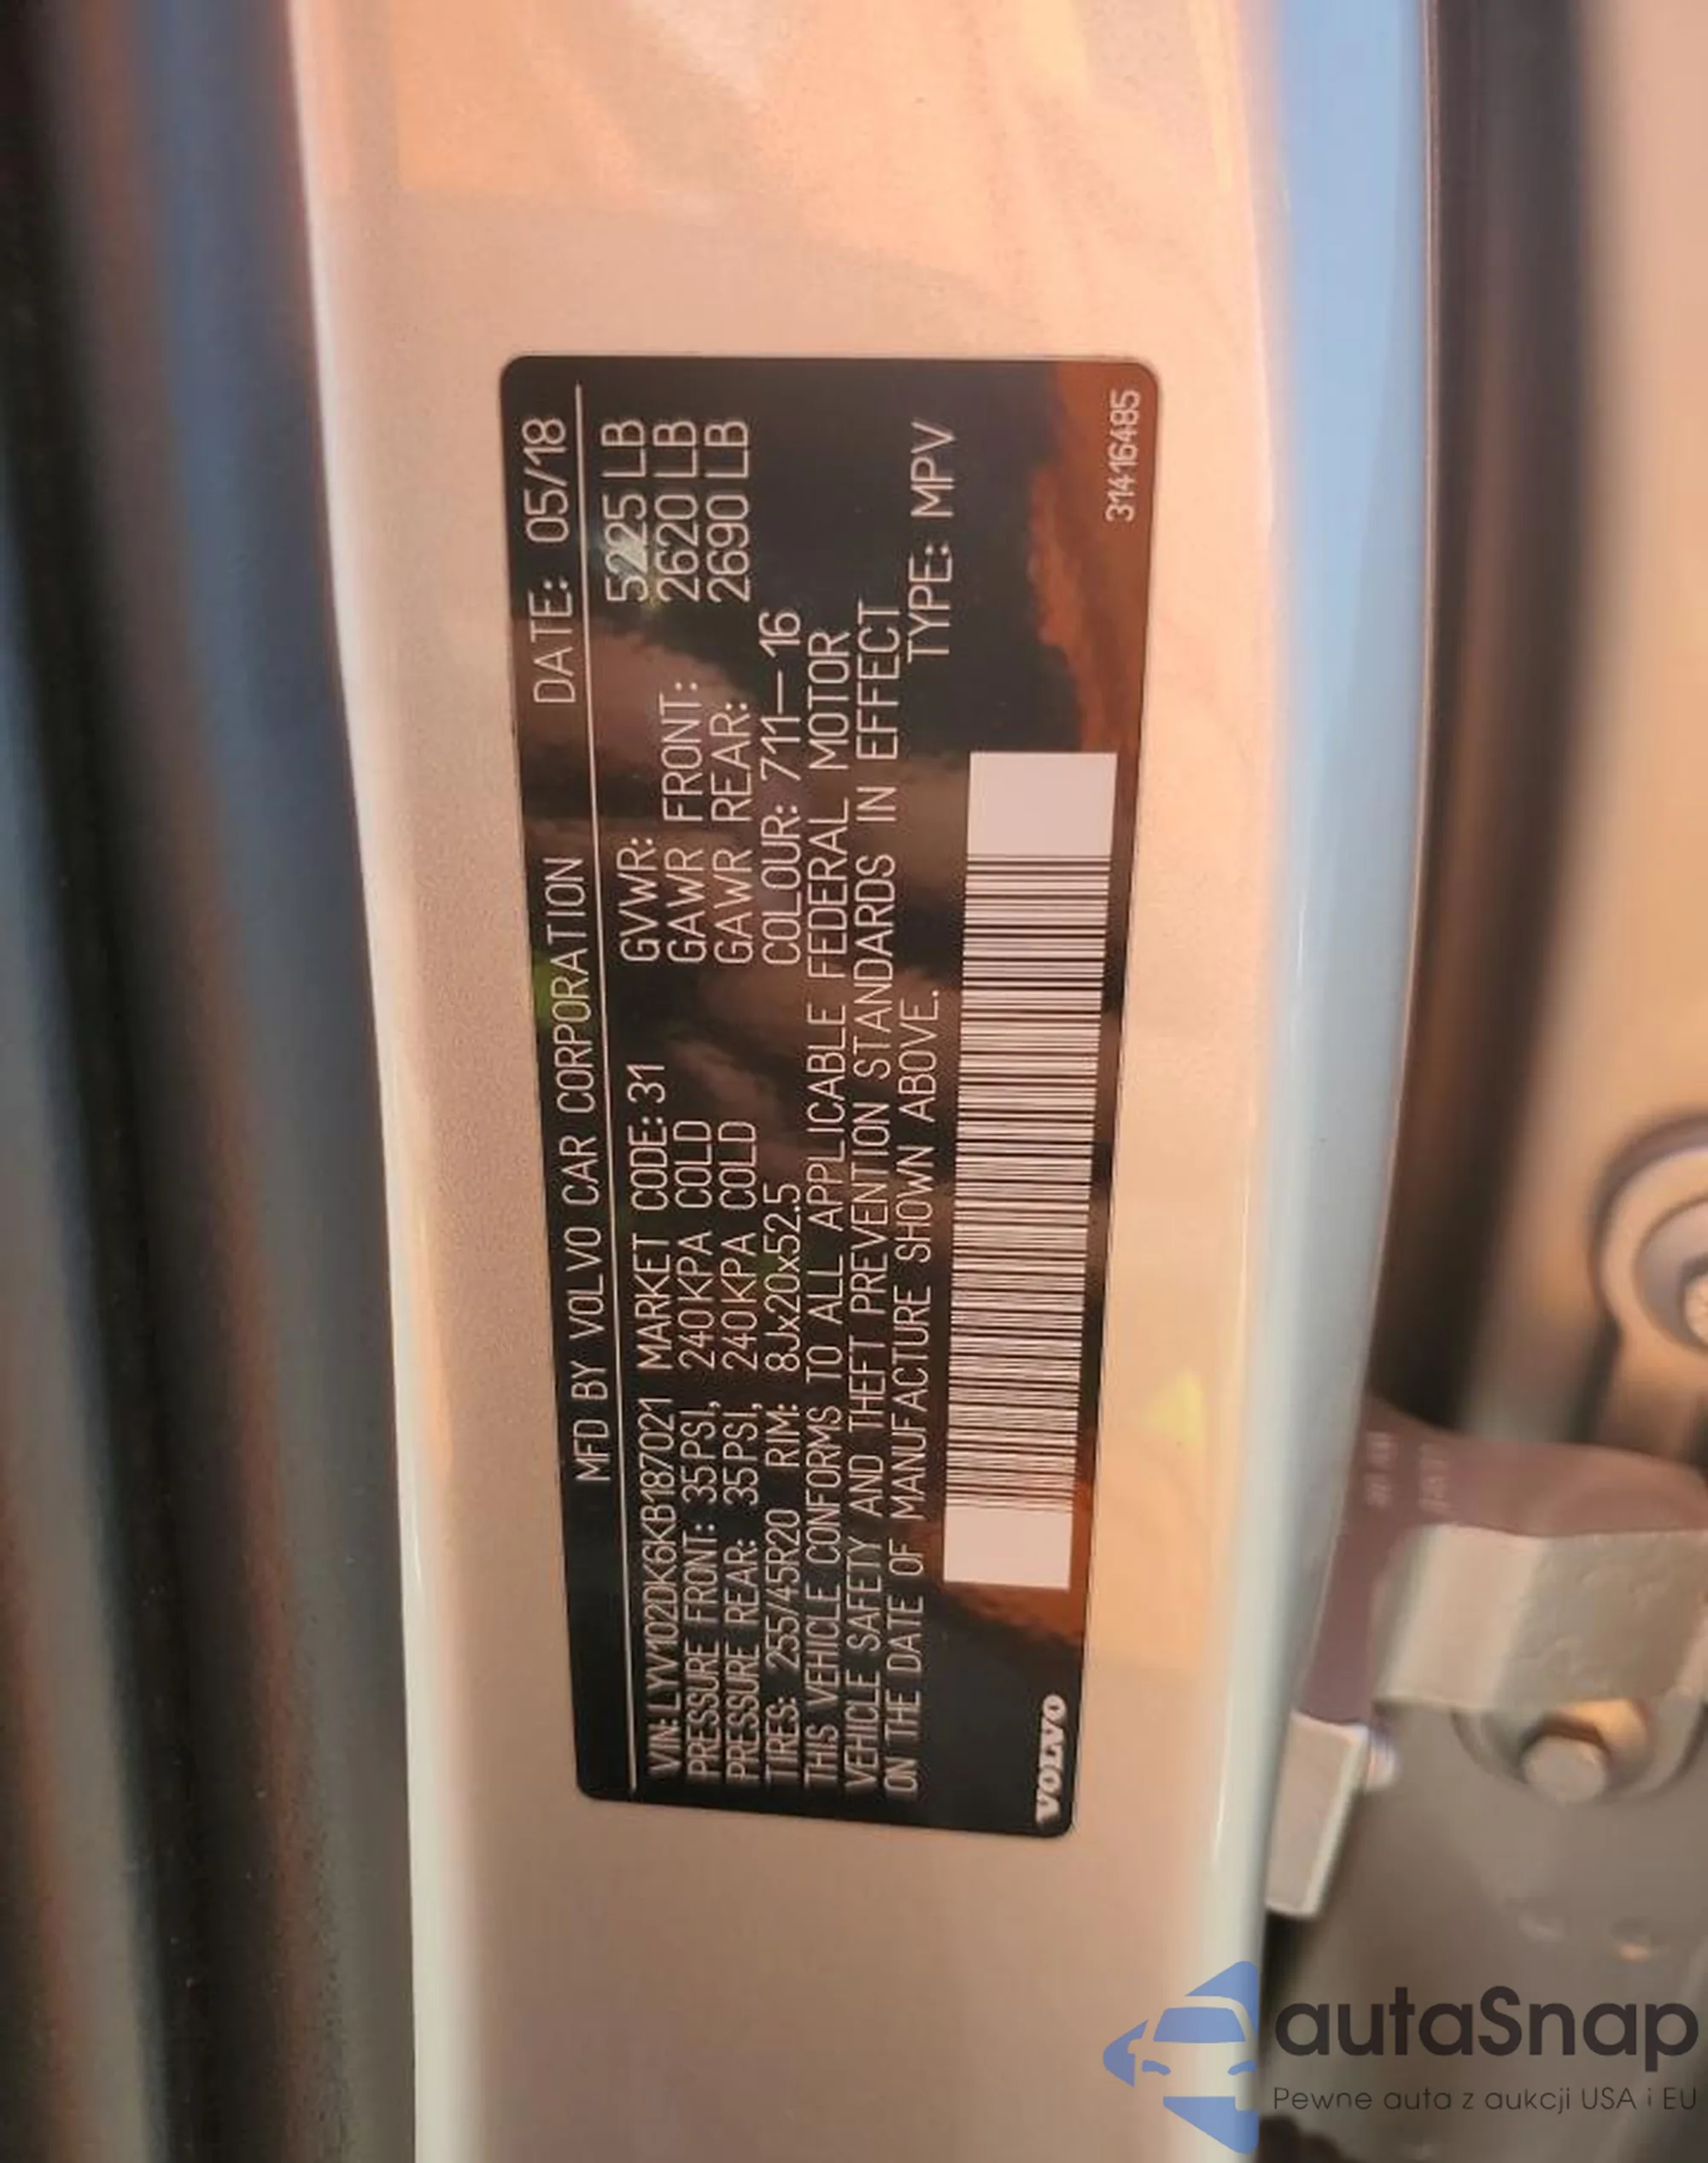 MFD BY VOLVO CAR CORPORATION DATE: 05/18
VIN: LYV102DK6KB187021 MARKET CODE: 31 GVWR: 5225 LB
PRESSURE FRONT: 35PSI, 240KPA COLD GAWR FRONT: 2620 LB
PRESSURE REAR: 35PSI, 240KPA COLD GAWR REAR: 2690 LB
TIRES: 255/45R20 RIM: 8Jx20x52.5 COLOUR: 711-16
THIS VEHICLE CONFORMS TO ALL APPLICABLE FEDERAL MOTOR
VEHICLE SAFETY AND THEFT PREVENTION STANDARDS IN EFFECT
ON THE DATE OF MANUFACTURE SHOWN ABOVE. TYPE: MPV
VOLVO
31416485
autaSnap
Pewne auta z aukcji USA i EU